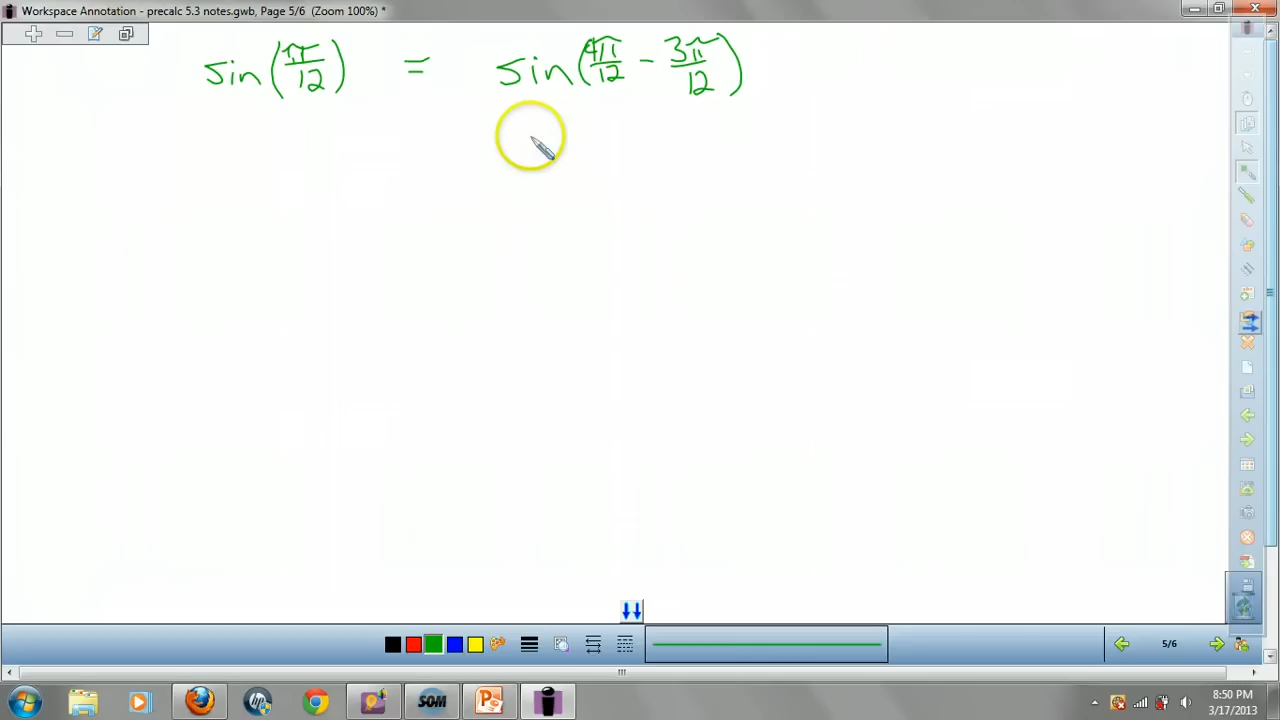 Workspace Annotation - precalc 5.3 notes.gwb, Page 5/6 (Zoom 100%) *
sin(π/12) = sin(4π/12 - 3π/12)
5/6
SOM
8:50 PM
3/17/2013